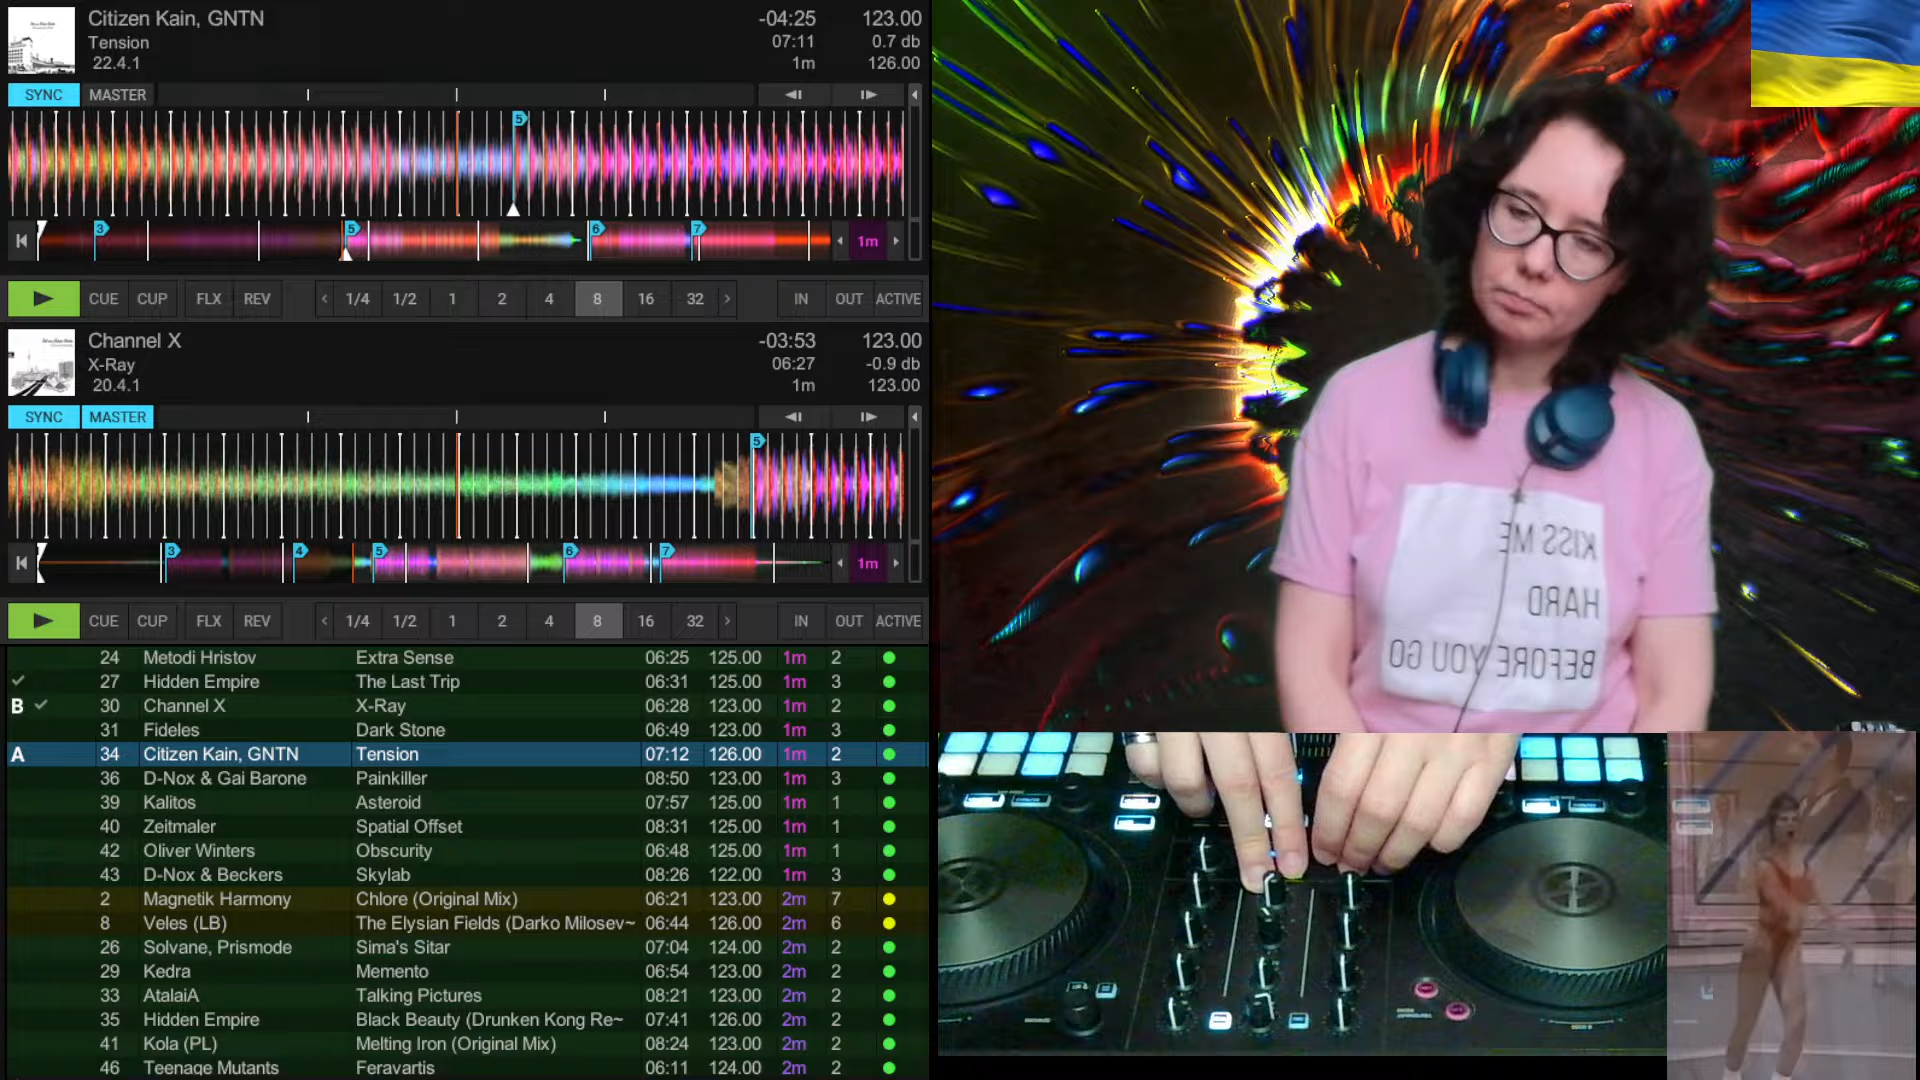 Citizen Kain, GNTN -04:25 123.00
Tension 07:11 0.7 db
22.4.1 1m 126.00
SYNC MASTER
5
3 5 6 7 1m
CUE CUP FLX REV 1/4 1/2 1 2 4 8 16 32 IN OUT ACTIVE
Channel X -03:53 123.00
X-Ray 06:27 -0.9 db
20.4.1 1m 123.00
SYNC MASTER
5
3 4 5 6 7 1m
CUE CUP FLX REV 1/4 1/2 1 2 4 8 16 32 IN OUT ACTIVE
24 Metodi Hristov Extra Sense 06:25 125.00 1m 2
27 Hidden Empire The Last Trip 06:31 125.00 1m 3
B 30 Channel X X-Ray 06:28 123.00 1m 2
31 Fideles Dark Stone 06:49 123.00 1m 3
A 34 Citizen Kain, GNTN Tension 07:12 126.00 1m 2
36 D-Nox & Gai Barone Painkiller 08:50 123.00 1m 3
39 Kalitos Asteroid 07:57 125.00 1m 1
40 Zeitmaler Spatial Offset 08:31 125.00 1m 1
42 Oliver Winters Obscurity 06:48 125.00 1m 1
43 D-Nox & Beckers Skylab 08:26 122.00 1m 3
2 Magnetik Harmony Chlore (Original Mix) 06:21 123.00 2m 7
8 Veles (LB) The Elysian Fields (Darko Milosev~ 06:44 126.00 2m 6
26 Solvane, Prismode Sima's Sitar 07:04 124.00 2m 2
29 Kedra Memento 06:54 123.00 2m 2
33 AtalaiA Talking Pictures 08:21 123.00 2m 2
35 Hidden Empire Black Beauty (Drunken Kong Re~ 07:41 126.00 2m 2
41 Kola (PL) Melting Iron (Original Mix) 08:24 123.00 2m 2
46 Teenage Mutants Feravartis 06:11 124.00 2m 2
KISS ME
HARD
BEFORE YOU GO